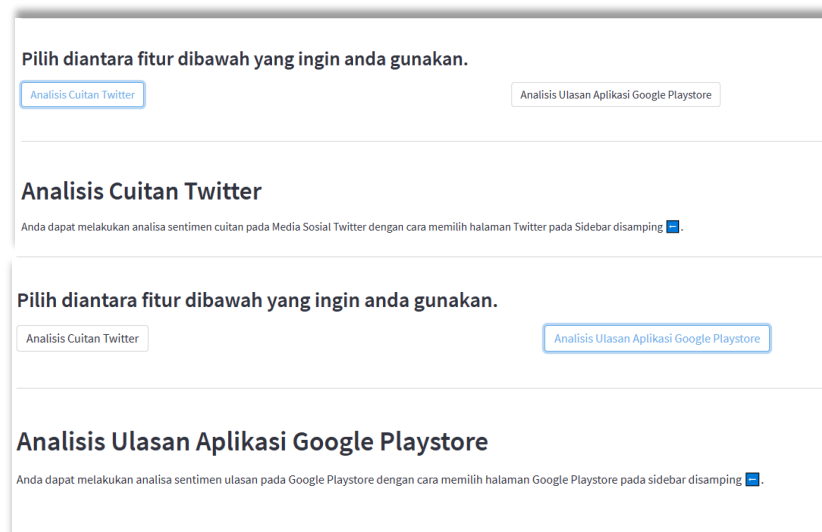 Pilih diantara fitur dibawah yang ingin anda gunakan.
Analisis Cuitan Twitter
Analisis Ulasan Aplikasi Google Playstore
Analisis Cuitan Twitter
Anda dapat melakukan analisa sentimen cuitan pada Media Sosial Twitter dengan cara memilih halaman Twitter pada Sidebar disamping ⬅️.
Pilih diantara fitur dibawah yang ingin anda gunakan.
Analisis Cuitan Twitter
Analisis Ulasan Aplikasi Google Playstore
Analisis Ulasan Aplikasi Google Playstore
Anda dapat melakukan analisa sentimen ulasan pada Google Playstore dengan cara memilih halaman Google Playstore pada sidebar disamping ⬅️.